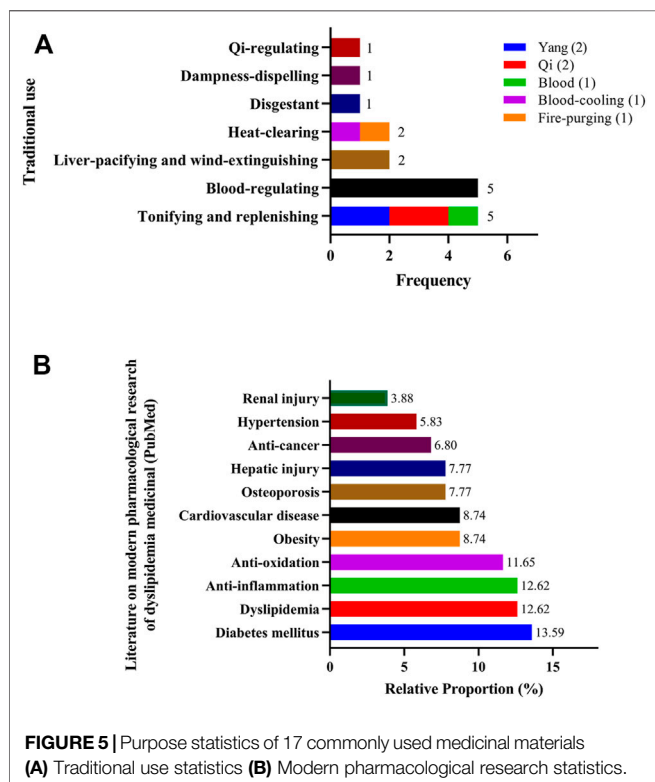 A
Traditional use
Qi-regulating 1
Dampness-dispelling 1
Disgestant 1
Heat-clearing 2
Liver-pacifying and wind-extinguishing 2
Blood-regulating 5
Tonifying and replenishing 5
0 2 4 6
Frequency
Yang (2)
Qi (2)
Blood (1)
Blood-cooling (1)
Fire-purging (1)
B
Literature on modern pharmacological research
of dyslipidemia medicinal (PubMed)
Renal injury 3.88
Hypertension 5.83
Anti-cancer 6.80
Hepatic injury 7.77
Osteoporosis 7.77
Cardiovascular disease 8.74
Obesity 8.74
Anti-oxidation 11.65
Anti-inflammation 12.62
Dyslipidemia 12.62
Diabetes mellitus 13.59
0 5 10 15
Relative Proportion (%)
FIGURE 5 | Purpose statistics of 17 commonly used medicinal materials
(A) Traditional use statistics (B) Modern pharmacological research statistics.